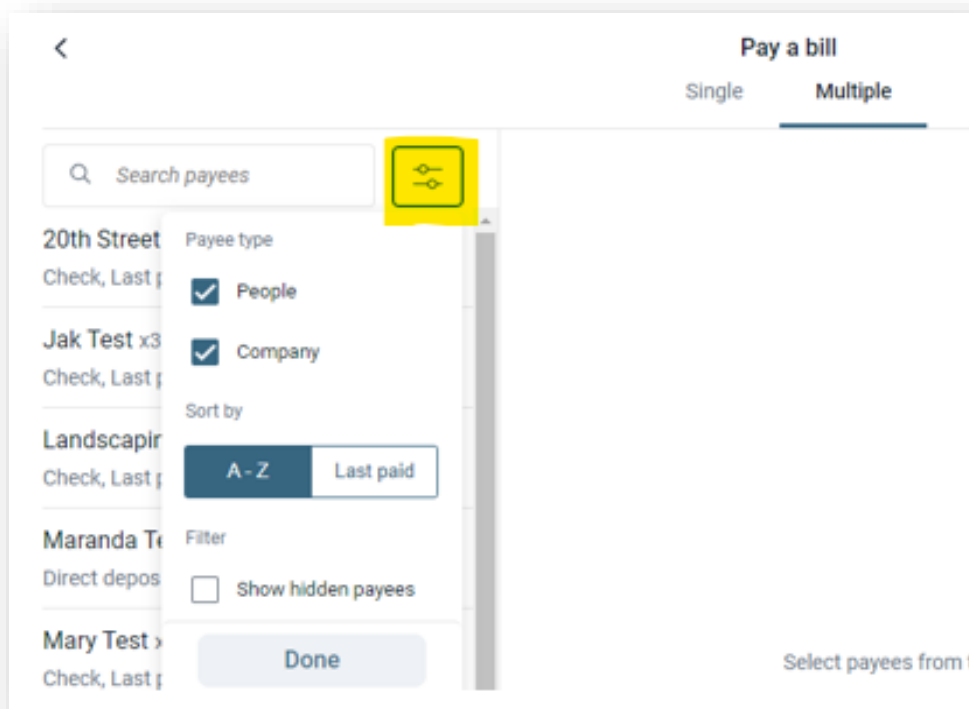 Pay a bill
Single Multiple
Search payees
20th Street
Check, Last
Jak Test x3
Check, Last
Landscapin
Check, Last
Maranda Te
Direct depos
Mary Test
Check, Last
Payee type
People
Company
Sort by
A - Z Last paid
Filter
Show hidden payees
Done
Select payees from